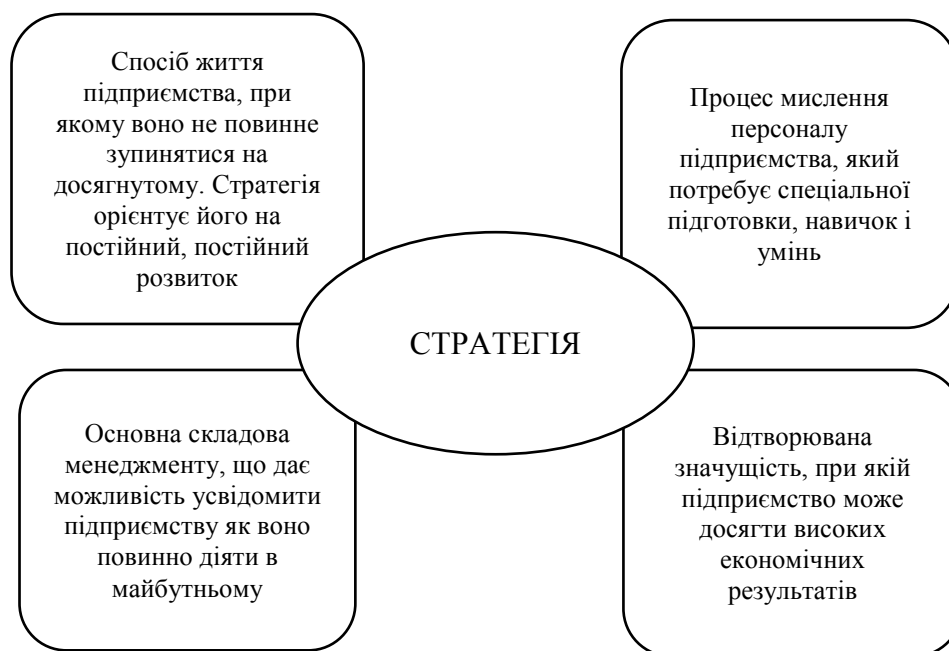 Спосіб життя
підприємства, при
якому воно не повинне
зупинятися на
досягнутому. Стратегія
орієнтує його на
постійний, постійний
розвиток
Процес мислення
персоналу
підприємства, який
потребує спеціальної
підготовки, навичок і
умінь
СТРАТЕГІЯ
Основна складова
менеджменту, що дає
можливість усвідомити
підприємству як воно
повинно діяти в
майбутньому
Відтворювана
значущість, при якій
підприємство може
досягти високих
економічних
результатів